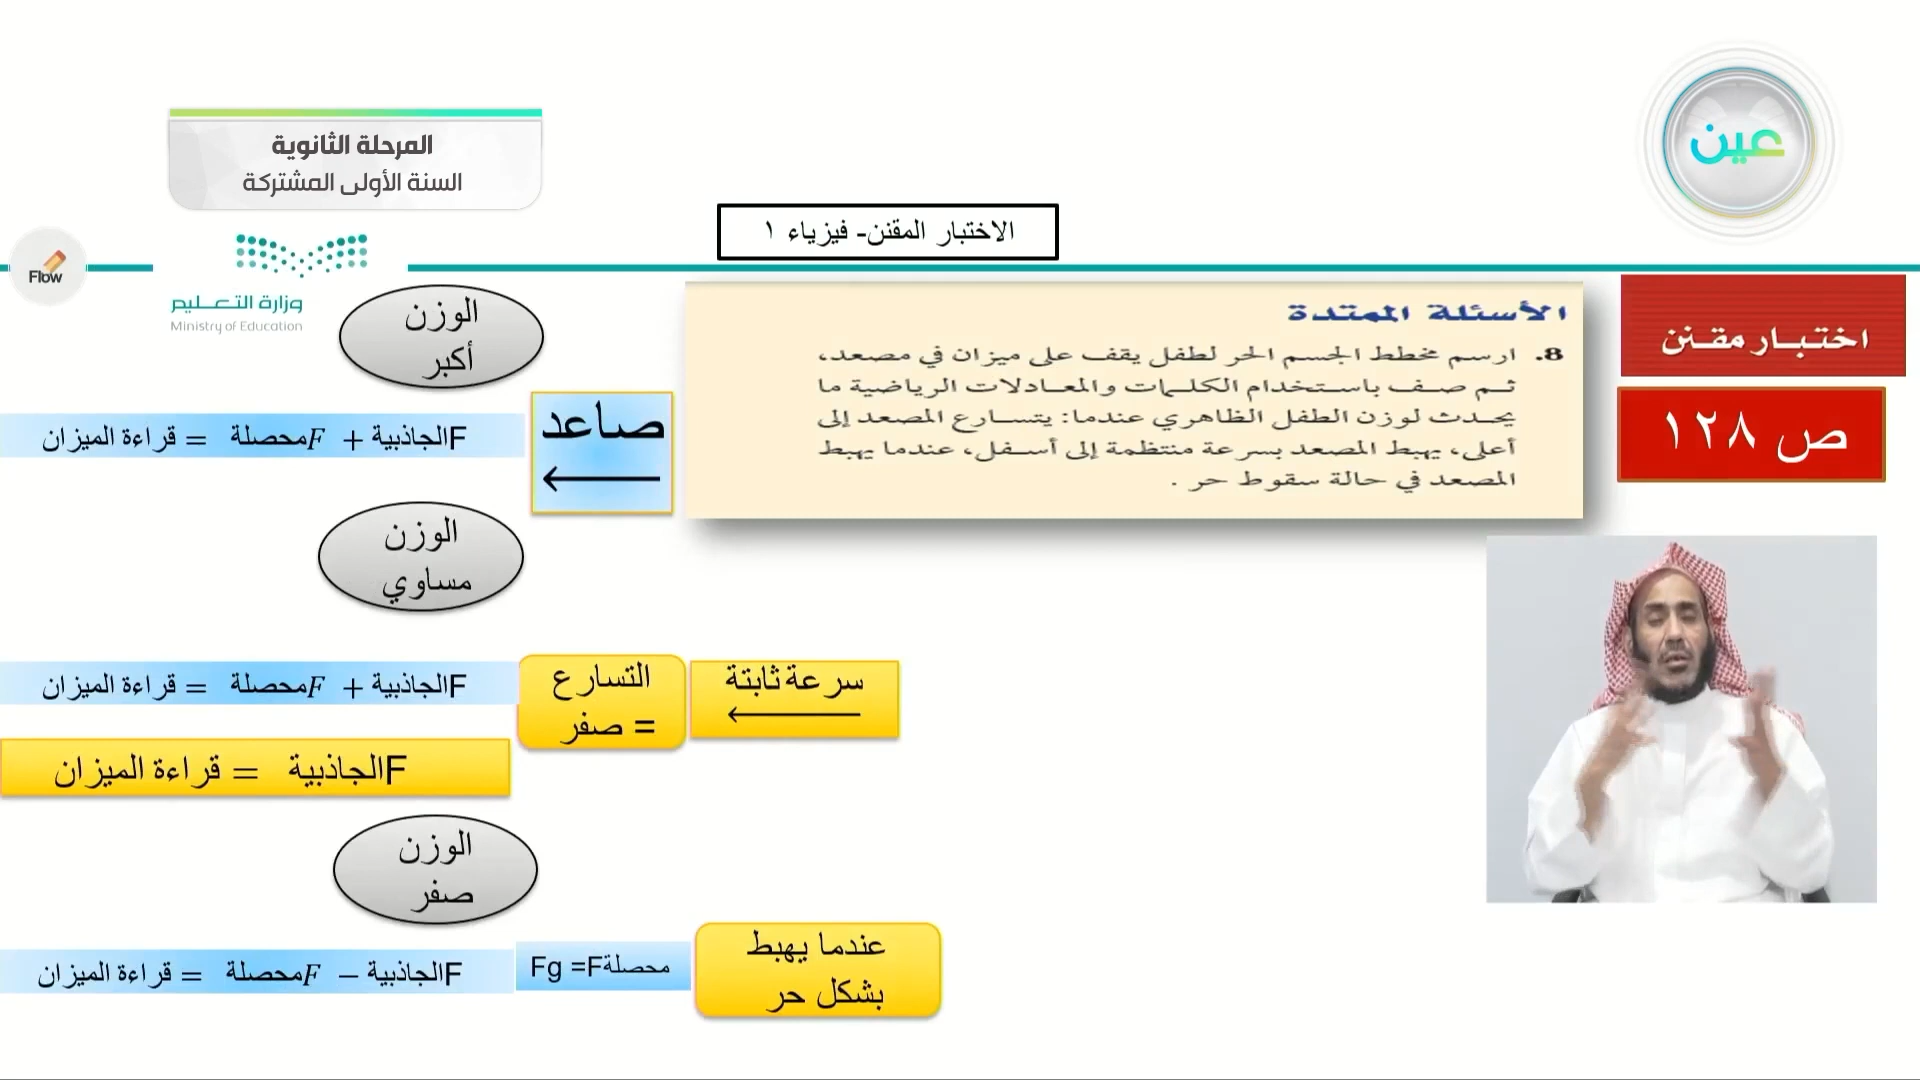 عين
المرحلة الثانوية
السنة الأولى المشتركة
Flow
وزارة التعليم
Ministry of Education
الاختبار المقنن- فيزياء ١
اختبار مقنن
ص ١٢٨
الأسئلة الممتدة
8. ارسم مخطط الجسم الحر لطفل يقف على ميزان في مصعد،
ثم صف باستخدام الكلمات والمعادلات الرياضية ما
يحدث لوزن الطفل الظاهري عندما: يتسارع المصعد إلى
أعلى، يهبط المصعد بسرعة منتظمة إلى أسفل، عندما يهبط
المصعد في حالة سقوط حر .
الوزن
أكبر
صاعد
قراءة الميزان = Fمحصلة + Fالجاذبية
الوزن
مساوي
سرعة ثابتة
التسارع
= صفر
قراءة الميزان = Fمحصلة + Fالجاذبية
قراءة الميزان = Fالجاذبية
الوزن
صفر
عندما يهبط
بشكل حر
Fg =Fمحصلة
قراءة الميزان = Fمحصلة – Fالجاذبية